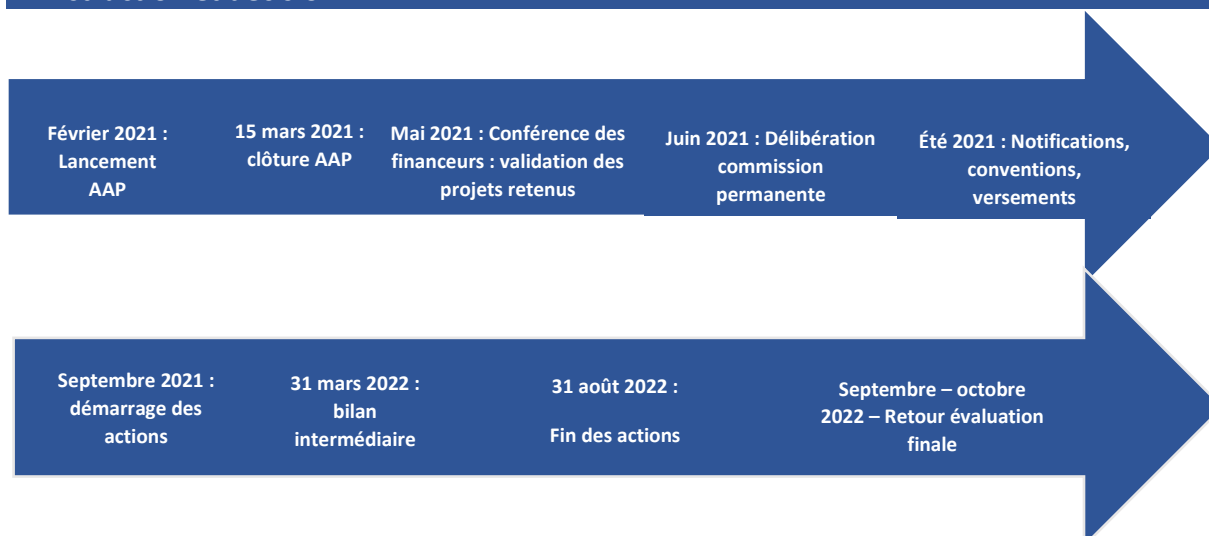 Février 2021 :
Lancement
AAP
15 mars 2021 :
clôture AAP
Mai 2021 : Conférence des
financeurs : validation des
projets retenus
Juin 2021 : Délibération
commission
permanente
Été 2021 : Notifications,
conventions,
versements
Septembre 2021 :
démarrage des
actions
31 mars 2022 :
bilan
intermédiaire
31 août 2022 :
Fin des actions
Septembre – octobre
2022 – Retour évaluation
finale